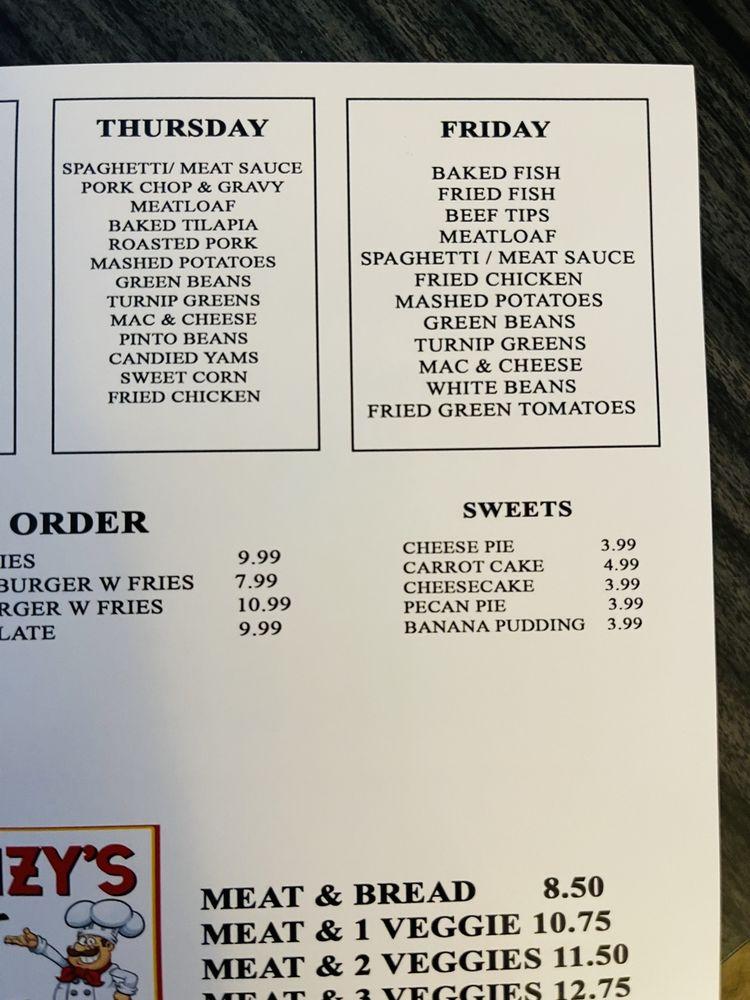 THURSDAY
SPAGHETTI/ MEAT SAUCE
PORK CHOP & GRAVY
MEATLOAF
BAKED TILAPIA
ROASTED PORK
MASHED POTATOES
GREEN BEANS
TURNIP GREENS
MAC & CHEESE
PINTO BEANS
CANDIED YAMS
SWEET CORN
FRIED CHICKEN
FRIDAY
BAKED FISH
FRIED FISH
BEEF TIPS
MEATLOAF
SPAGHETTI / MEAT SAUCE
FRIED CHICKEN
MASHED POTATOES
GREEN BEANS
TURNIP GREENS
MAC & CHEESE
WHITE BEANS
FRIED GREEN TOMATOES
ORDER
IES 9.99
BURGER W FRIES 7.99
RGER W FRIES 10.99
LATE 9.99
SWEETS
CHEESE PIE 3.99
CARROT CAKE 4.99
CHEESECAKE 3.99
PECAN PIE 3.99
BANANA PUDDING 3.99
ZY'S
MEAT & BREAD 8.50
MEAT & 1 VEGGIE 10.75
MEAT & 2 VEGGIES 11.50
MEAT & 3 VEGGIES 12.75